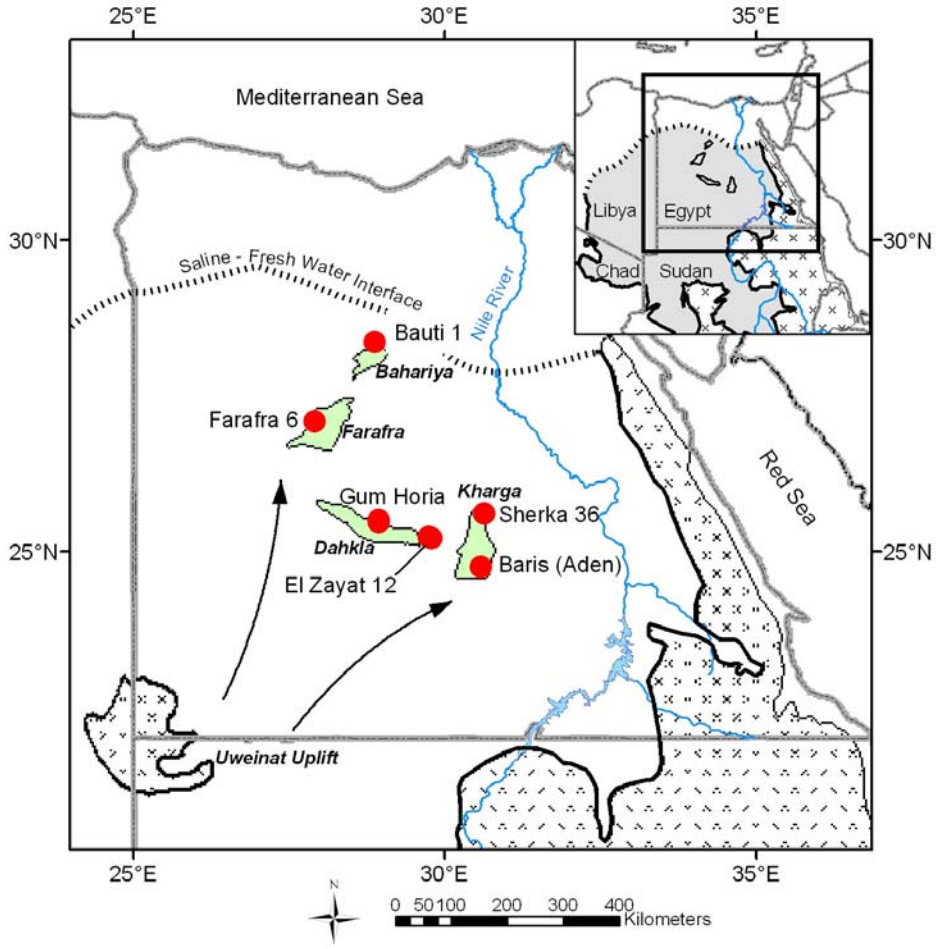 25°E 30°E 35°E
Mediterranean Sea
Libya Egypt
Chad Sudan
30°N 30°N
Saline - Fresh Water Interface
Nile River
Bauti 1
Bahariya
Farafra 6
Farafra
Red Sea
Gum Horia
Kharga
Sherka 36
25°N 25°N
Dahkla
Baris (Aden)
El Zayat 12
Uweinat Uplift
25°E 30°E 35°E
N
0 50 100 200 300 400
Kilometers